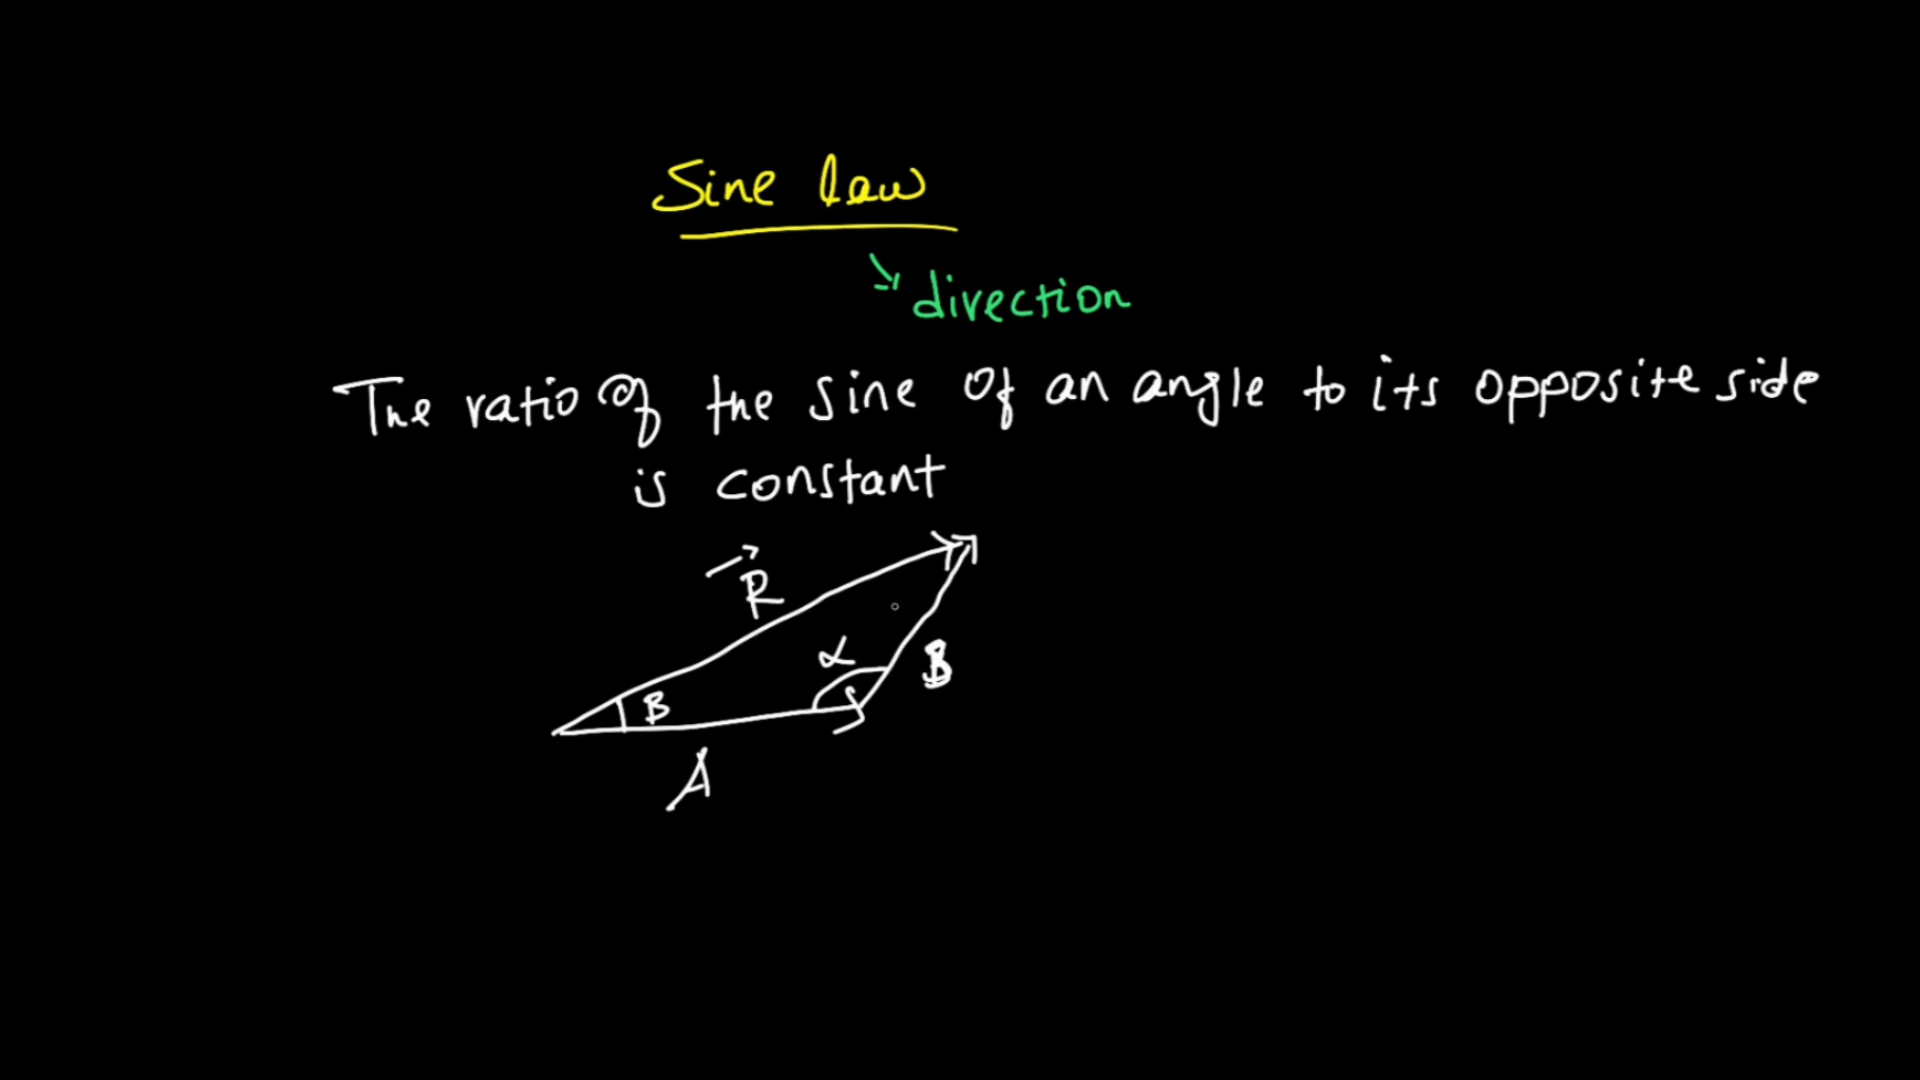 Sine law
direction
The ratio of the sine of an angle to its opposite side
is constant
R
α
B
B
A